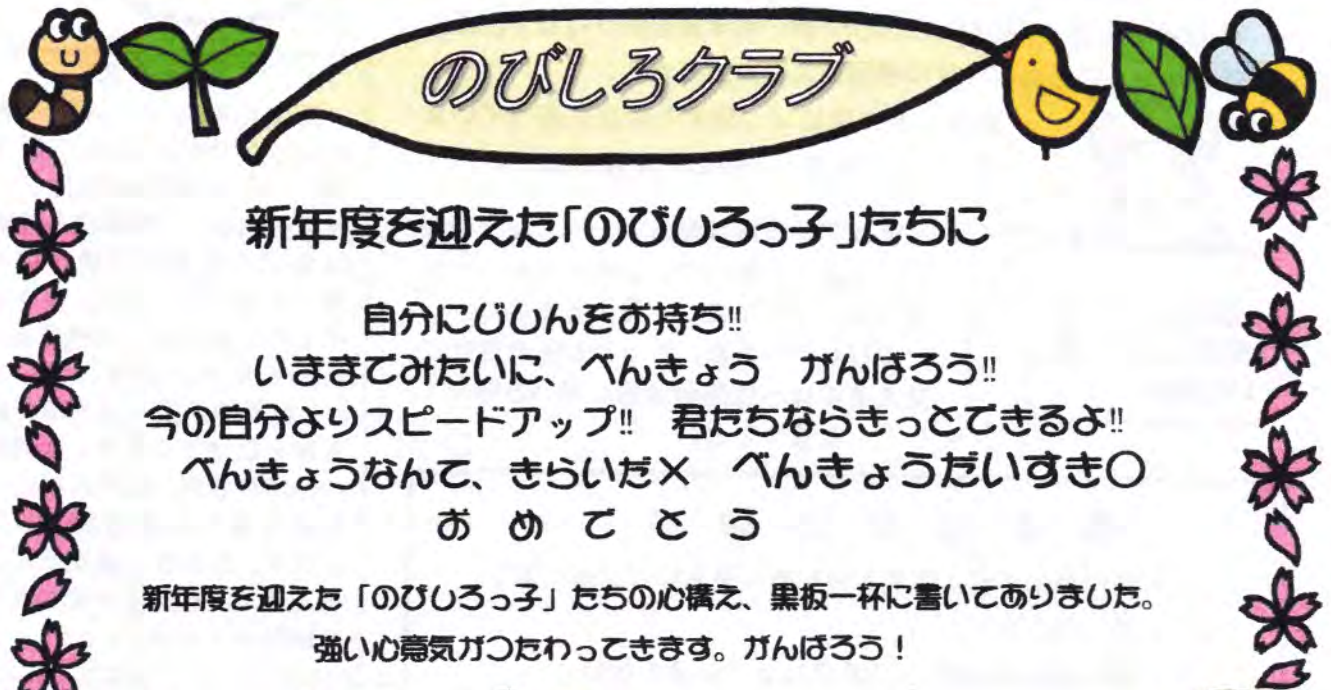 のびしろクラブ
新年度を迎えた「のびしろっ子」たちに
自分にじしんをお持ち‼
いままでみたいに、べんきょう　がんばろう‼
今の自分よりスピードアップ‼　君たちならきっとできるよ‼
べんきょうなんて、きらいだ×　べんきょうだいすき〇
お　め　で　と　う
新年度を迎えた「のびしろっ子」たちの心構え、黒板一杯に書いてありました。
強い心意気がつたわってきます。がんばろう！